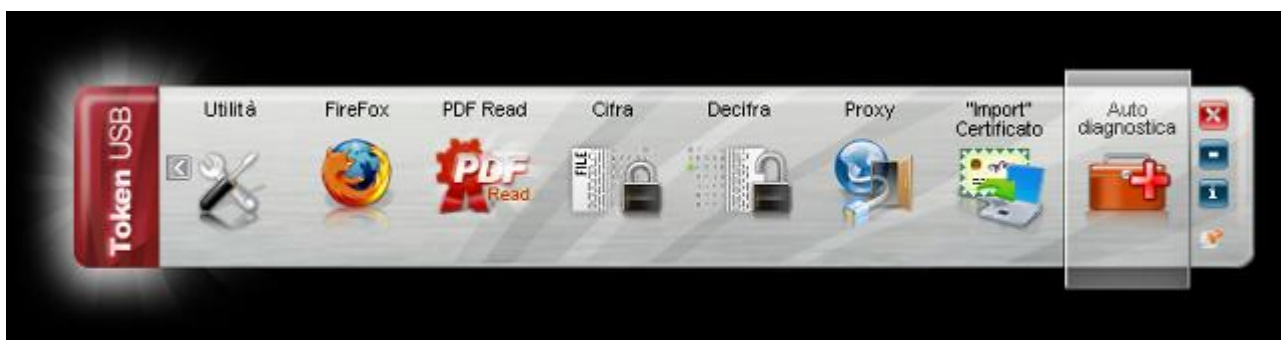 Token USB
Utilità
FireFox
PDF Read
Cifra
Decifra
Proxy
"Import"
Certificato
Auto
diagnostica
FILE
PDF
Read
i